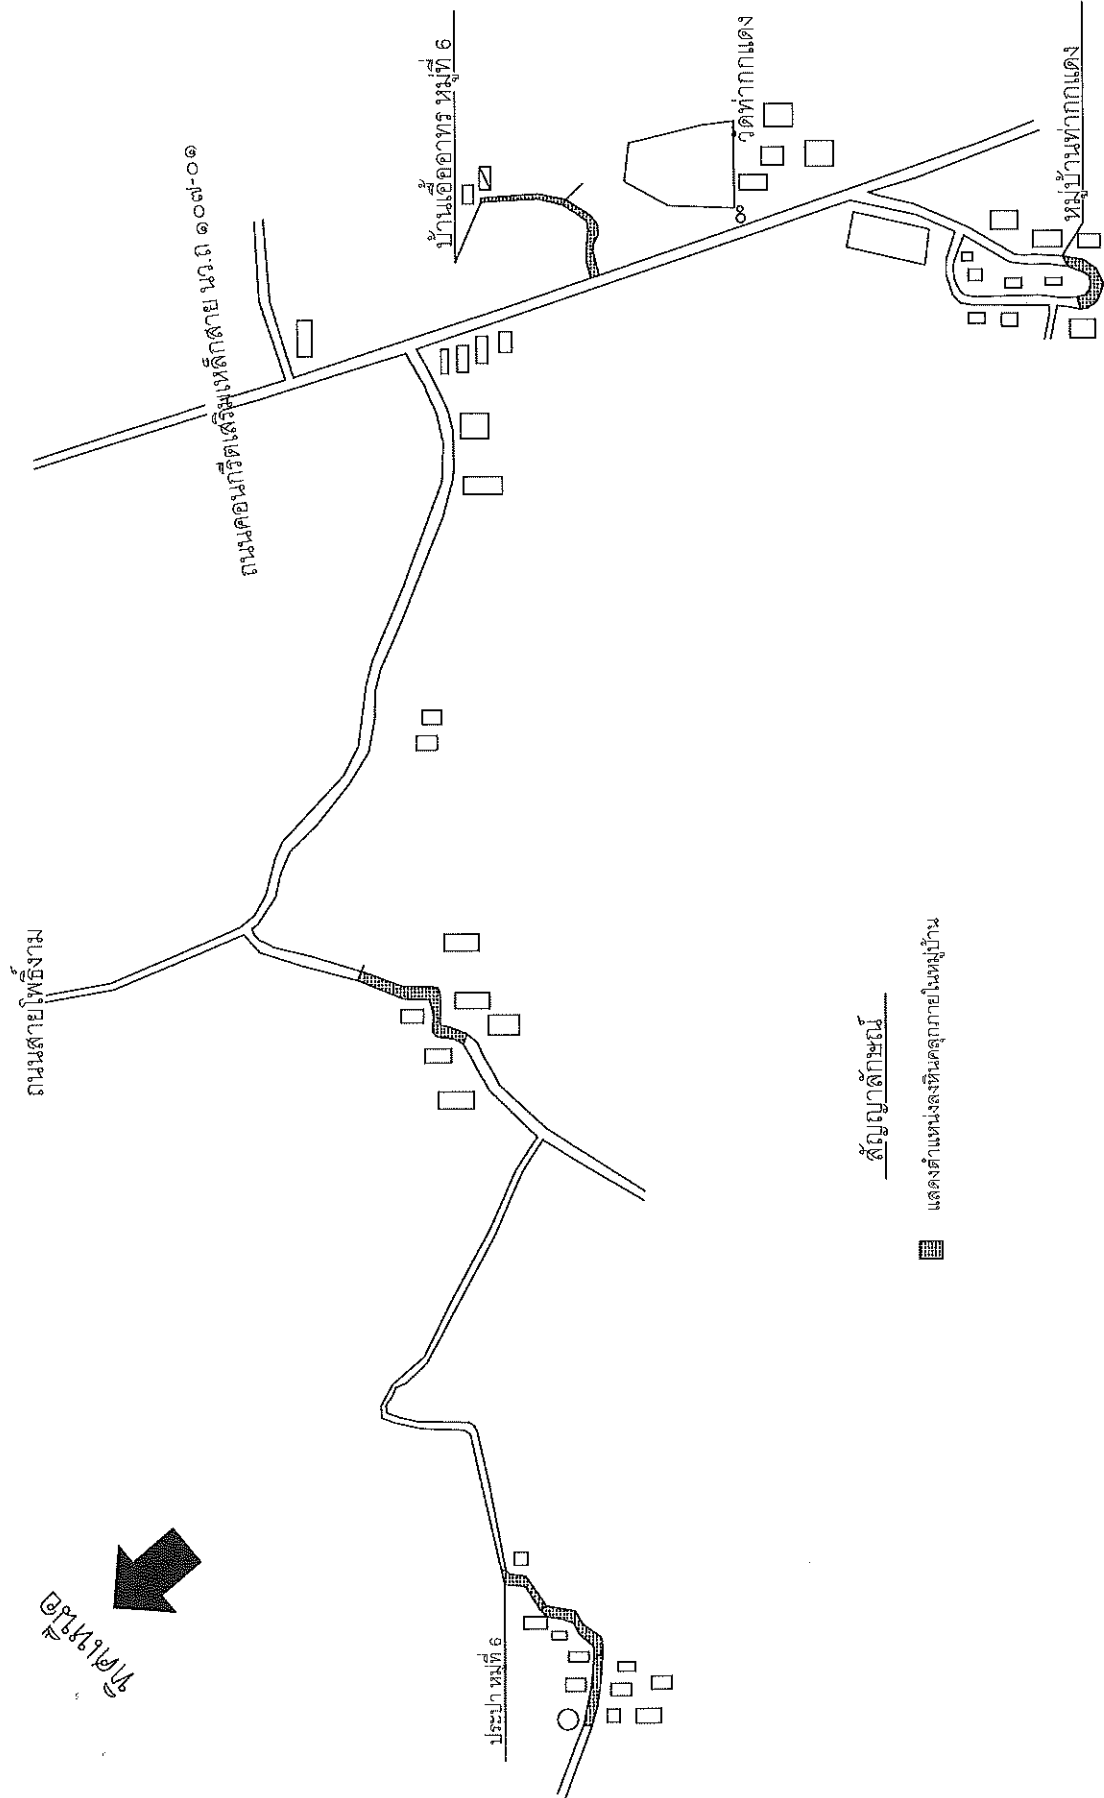 ทิศเหนือ
ถนนสายโพธิ์งาม
ถนนคอนกรีตเสริมเหล็กสาย นว.ถ ๑๐๗-๐๑
บ้านเอื้ออาทร หมู่ที่ 6
วัดท่ากกแดง
หมู่บ้านท่ากกแดง
ประปา หมู่ที่ 6
สัญญาลักษณ์
แสดงตำแหน่งลงหินคลุกภายในหมู่บ้าน